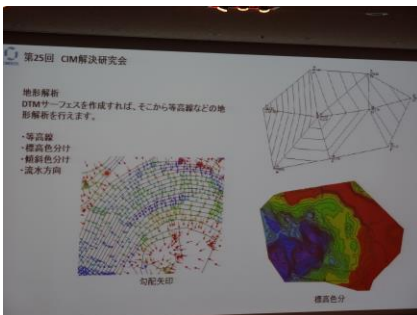 第25回 CIM解決研究会
地形解析
DTMサーフェスを作成すれば、そこから等高線などの地
形解析を行えます。
・等高線
・標高色分け
・傾斜色分け
・流水方向
勾配矢印
標高色分